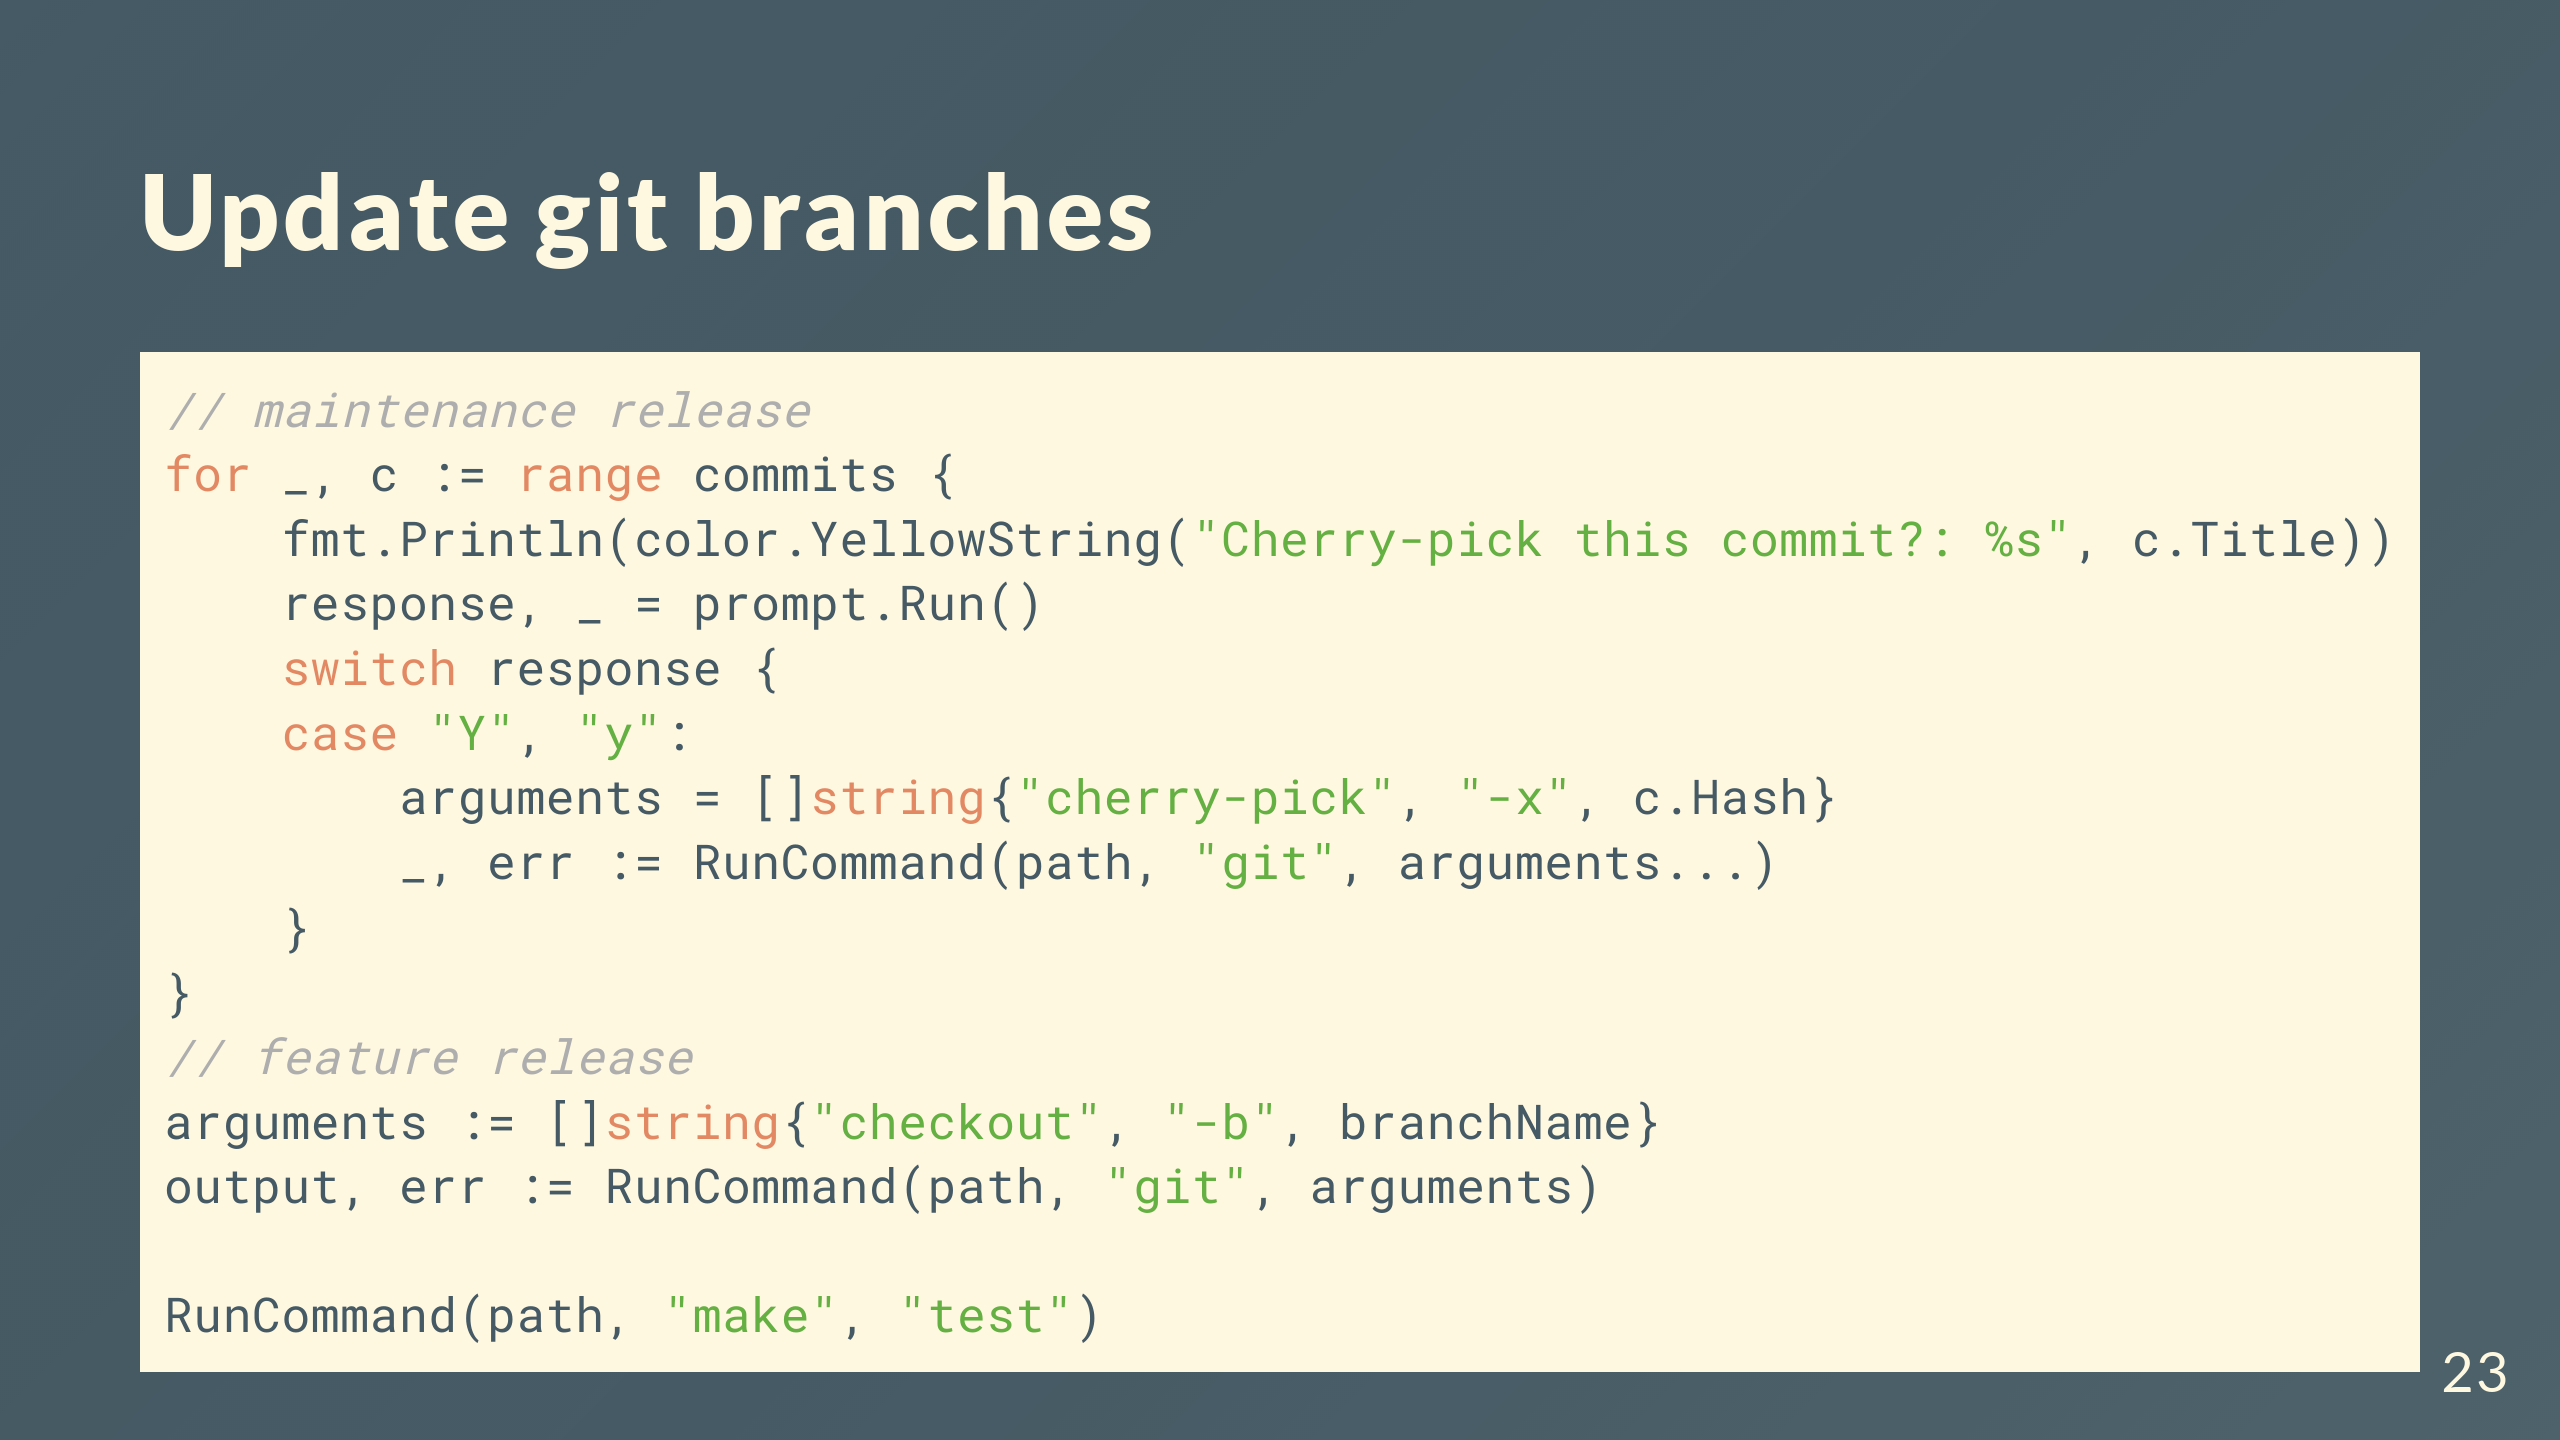 Update git branches
// maintenance release
for _, c := range commits {
    fmt.Println(color.YellowString("Cherry-pick this commit?: %s", c.Title))
    response, _ = prompt.Run()
    switch response {
    case "Y", "y":
        arguments = []string{"cherry-pick", "-x", c.Hash}
        _, err := RunCommand(path, "git", arguments...)
    }
}
// feature release
arguments := []string{"checkout", "-b", branchName}
output, err := RunCommand(path, "git", arguments)

RunCommand(path, "make", "test")
23